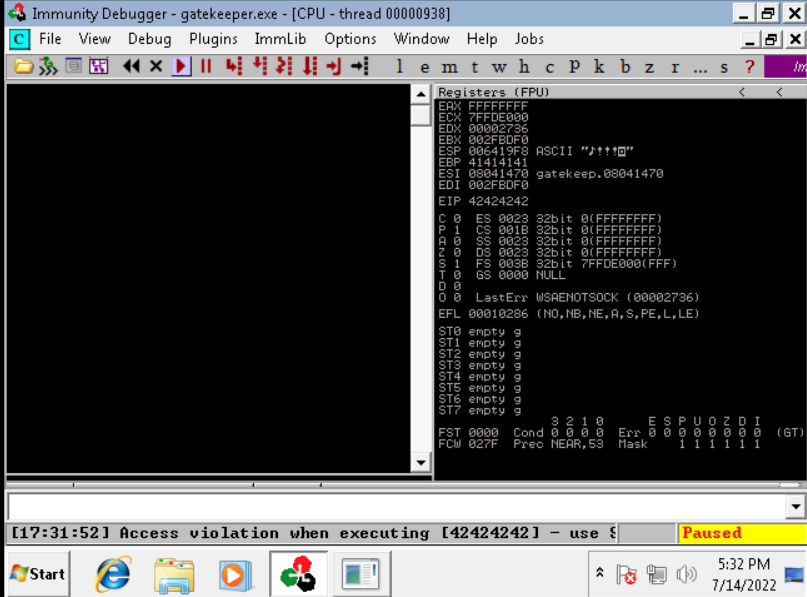 Immunity Debugger - gatekeeper.exe - [CPU - thread 00000938]
C File View Debug Plugins ImmLib Options Window Help Jobs
l e m t w h c P k b z r ... s ? Im
Registers (FPU) < <
EAX FFFFFFFF
ECX 7FFDE000
EDX 00002736
EBX 002FBDF0
ESP 006419F8 ASCII
EBP 41414141
ESI 08041470 gatekeep.08041470
EDI 002FBDF0
EIP 42424242
C 0 ES 0023 32bit 0(FFFFFFFF)
P 1 CS 001B 32bit 0(FFFFFFFF)
A 0 SS 0023 32bit 0(FFFFFFFF)
Z 0 DS 0023 32bit 0(FFFFFFFF)
S 1 FS 003B 32bit 7FFDE000(FFF)
T 0 GS 0000 NULL
D 0
O 0 LastErr WSAENOTSOCK (00002736)
EFL 00010286 (NO,NB,NE,A,S,PE,L,LE)
ST0 empty g
ST1 empty g
ST2 empty g
ST3 empty g
ST4 empty g
ST5 empty g
ST6 empty g
ST7 empty g
3 2 1 0 E S P U O Z D I
FST 0000 Cond 0 0 0 0 Err 0 0 0 0 0 0 0 0 (GT)
FCW 027F Prec NEAR,53 Mask 1 1 1 1 1 1
[17:31:52] Access violation when executing [42424242] - use S
Paused
Start
5:32 PM
7/14/2022